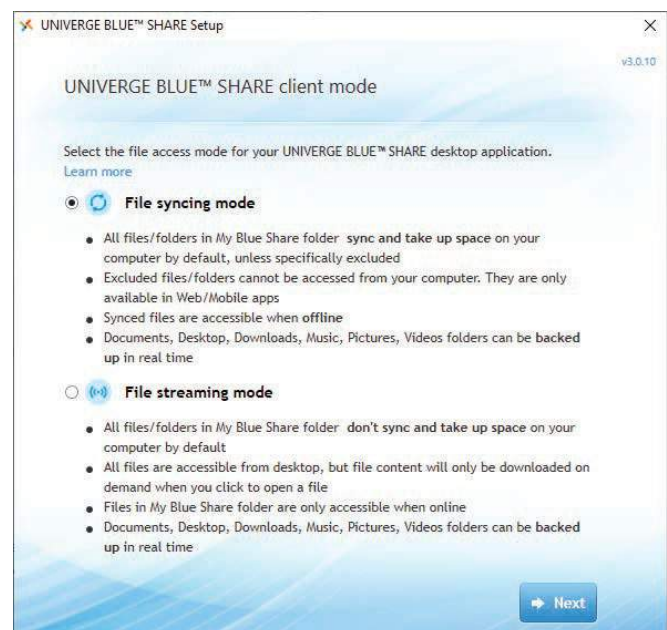 UNIVERGE BLUE™ SHARE Setup
v3.0.10
UNIVERGE BLUE™ SHARE client mode
Select the file access mode for your UNIVERGE BLUE™ SHARE desktop application.
Learn more
File syncing mode
All files/folders in My Blue Share folder sync and take up space on your
computer by default, unless specifically excluded
Excluded files/folders cannot be accessed from your computer. They are only
available in Web/Mobile apps
Synced files are accessible when offline
Documents, Desktop, Downloads, Music, Pictures, Videos folders can be backed
up in real time
File streaming mode
All files/folders in My Blue Share folder don't sync and take up space on your
computer by default
All files are accessible from desktop, but file content will only be downloaded on
demand when you click to open a file
Files in My Blue Share folder are only accessible when online
Documents, Desktop, Downloads, Music, Pictures, Videos folders can be backed
up in real time
Next